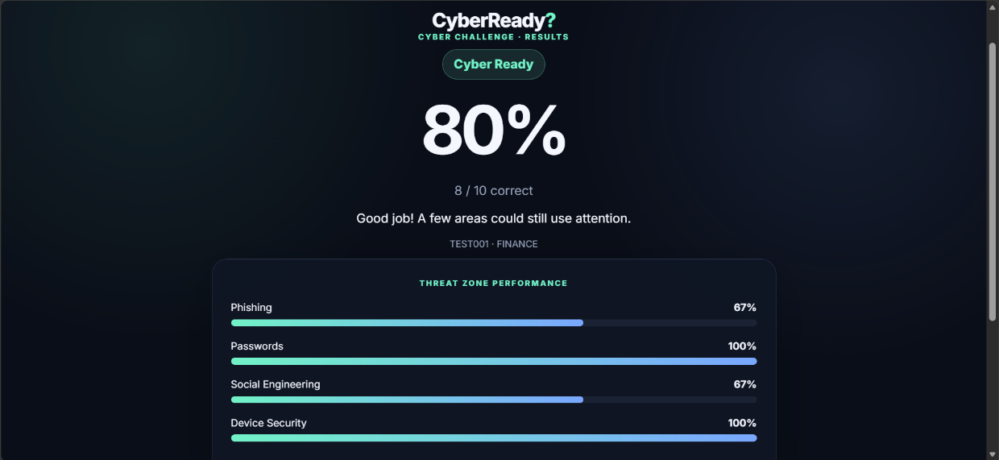 CyberReady?
CYBER CHALLENGE · RESULTS
Cyber Ready
80%
8 / 10 correct
Good job! A few areas could still use attention.
TEST001 · FINANCE
THREAT ZONE PERFORMANCE
Phishing 67%
Passwords 100%
Social Engineering 67%
Device Security 100%